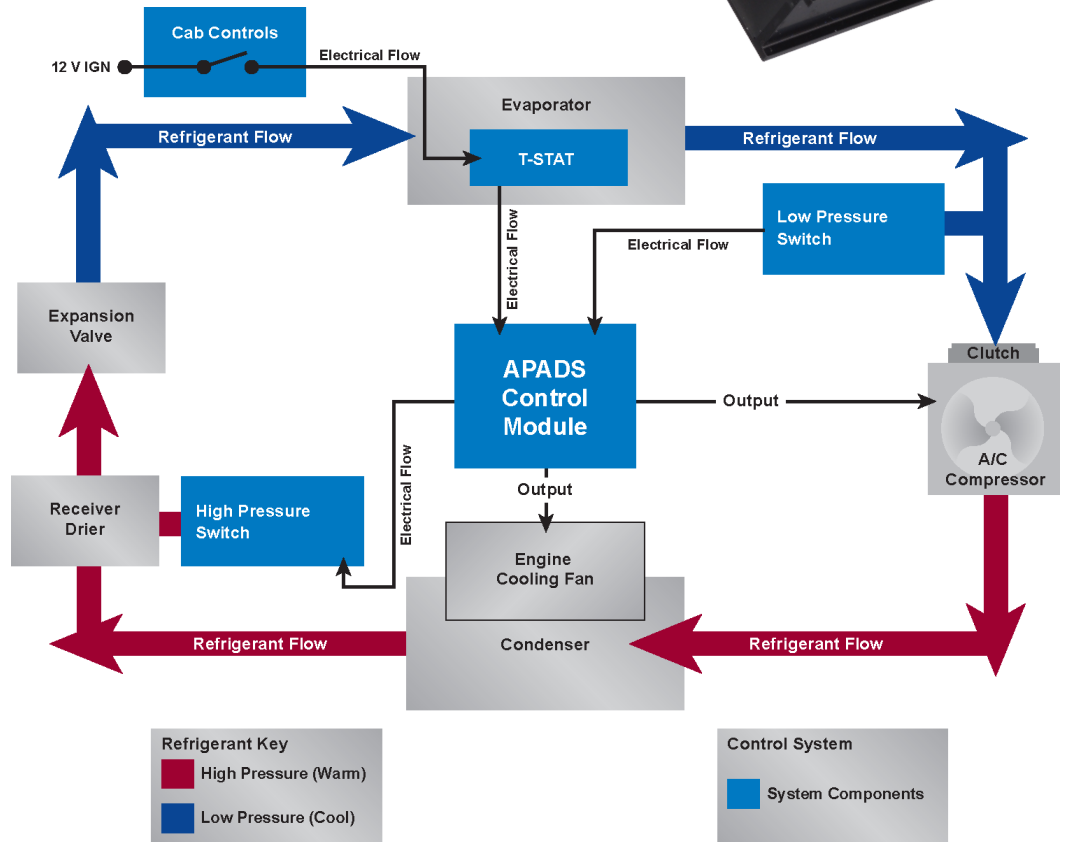 Cab Controls
12 V IGN
Electrical Flow
Evaporator
Refrigerant Flow
T-STAT
Refrigerant Flow
Low Pressure
Switch
Electrical Flow
Electrical Flow
Expansion
Valve
APADS
Control
Module
Clutch
Output
A/C
Compressor
Electrical Flow
Receiver
Drier
High Pressure
Switch
Output
Engine
Cooling Fan
Refrigerant Flow
Condenser
Refrigerant Flow
Refrigerant Key
High Pressure (Warm)
Low Pressure (Cool)
Control System
System Components